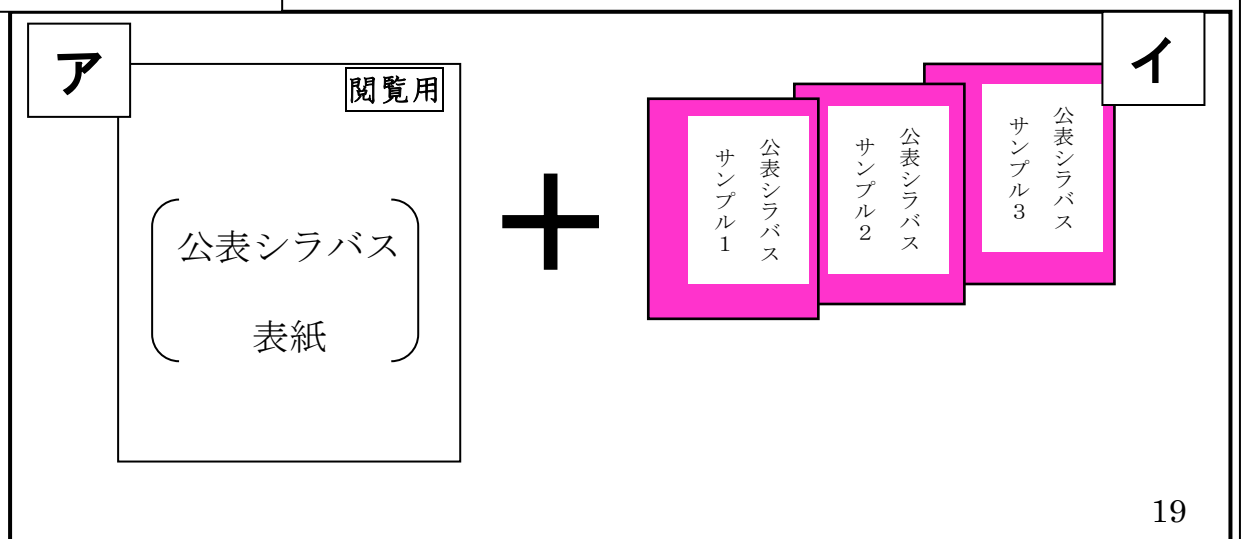 ア
閲覧用
公表シラバス
表紙
＋
イ
公表シラバス
サンプル１
公表シラバス
サンプル２
公表シラバス
サンプル３
19